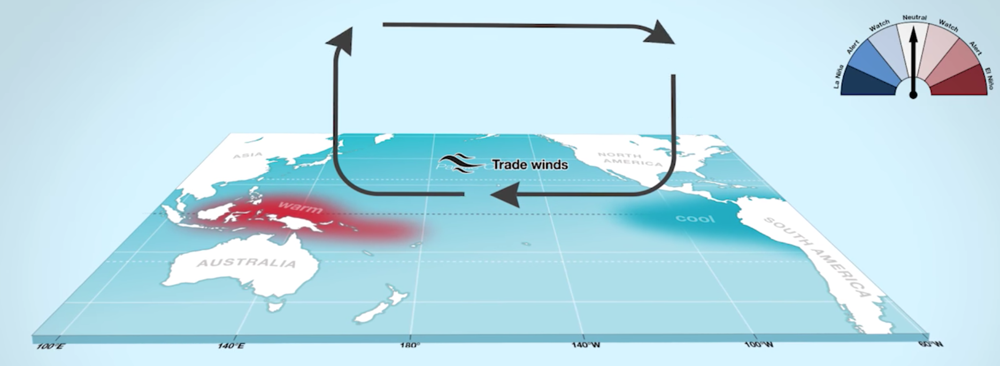 Neutral
Watch
Watch
Alert
Alert
La Niña
El Niño
ASIA
NORTH
AMERICA
Trade winds
warm
cool
SOUTH AMERICA
AUSTRALIA
100°E
140°E
180°
140°W
100°W
60°W